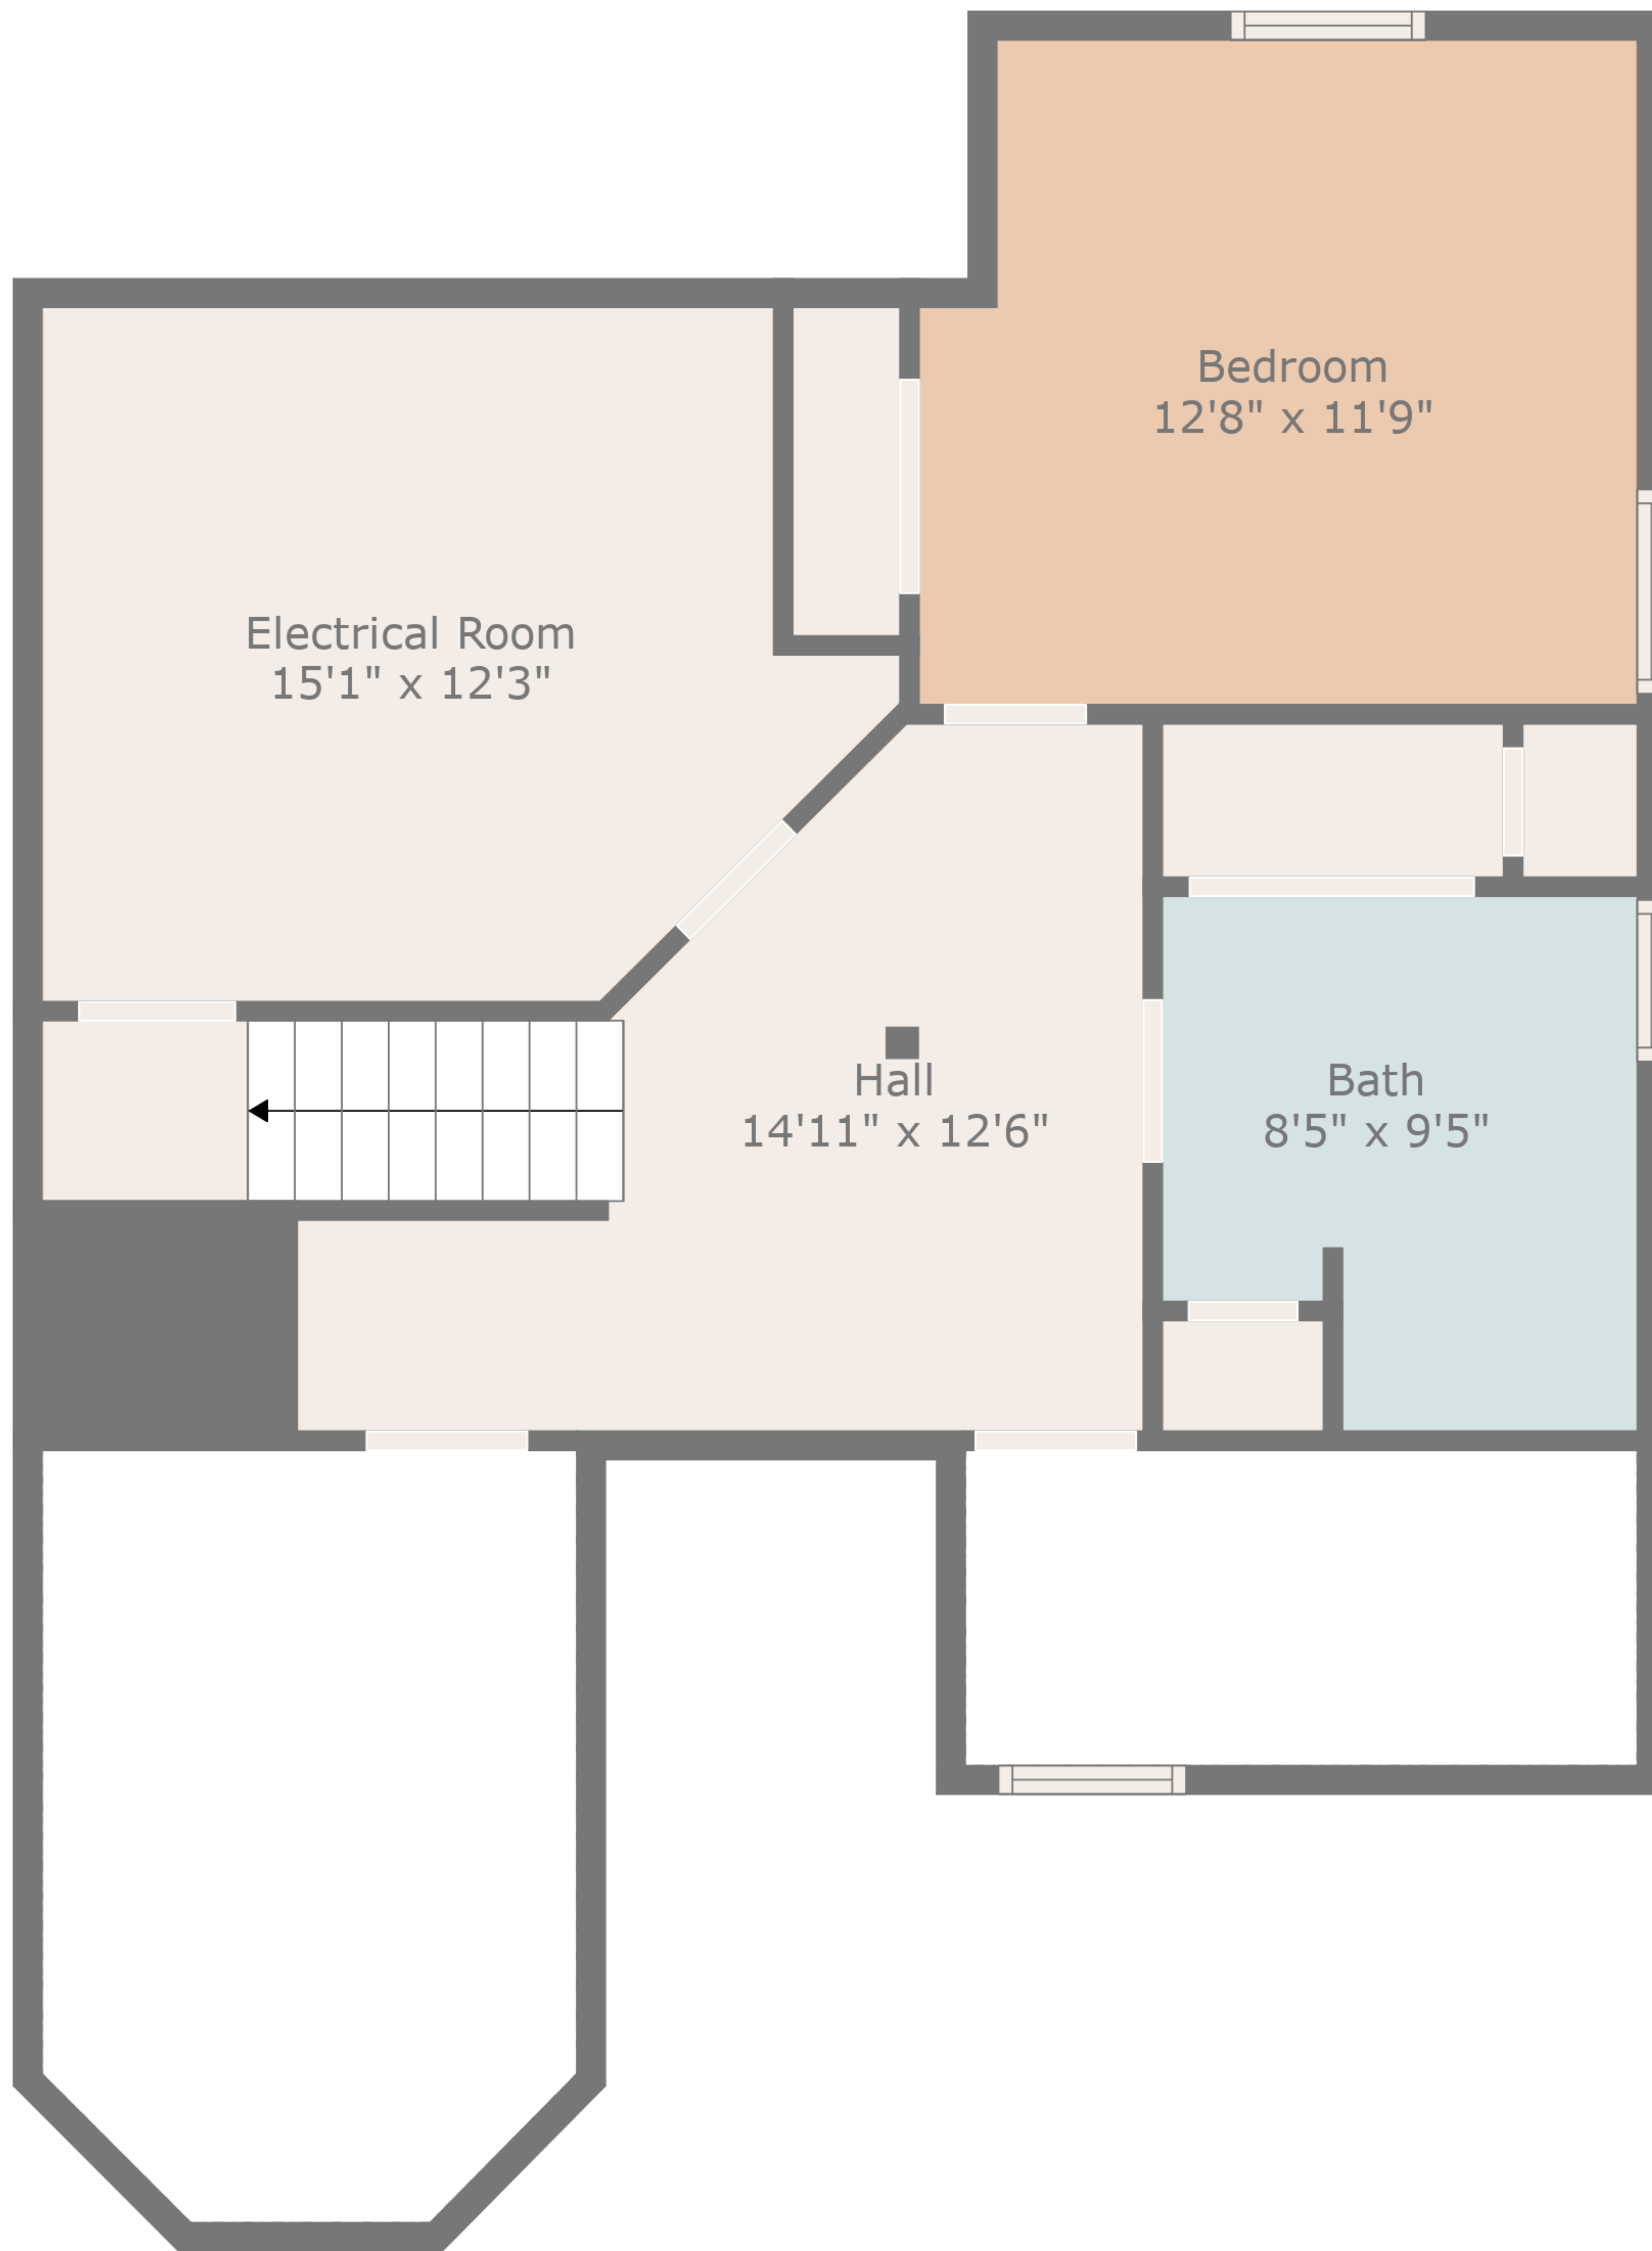 Bedroom
12'8" x 11'9"
Electrical Room
15'1" x 12'3"
Hall
14'11" x 12'6"
Bath
8'5" x 9'5"